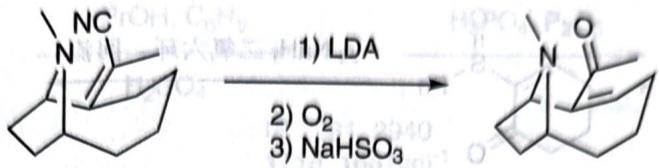 NC
N
1) LDA
2) O₂
3) NaHSO₃
N
O